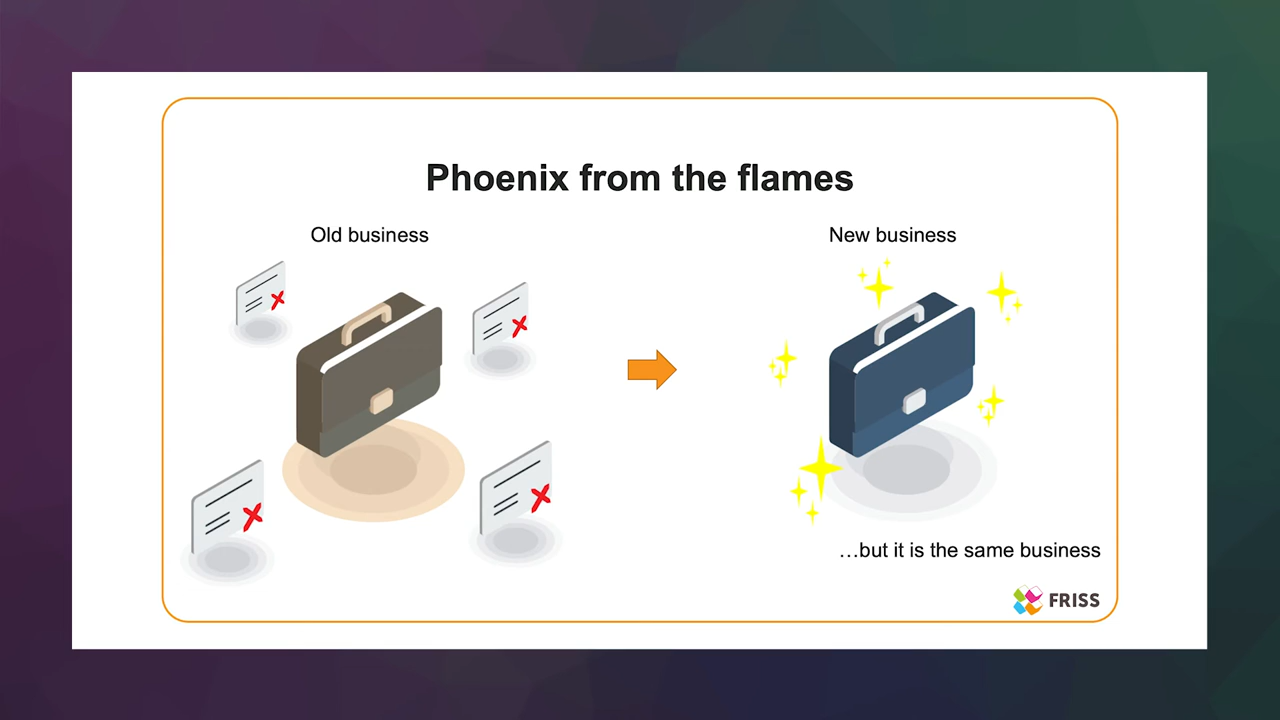 Phoenix from the flames
Old business
New business
…but it is the same business
FRISS